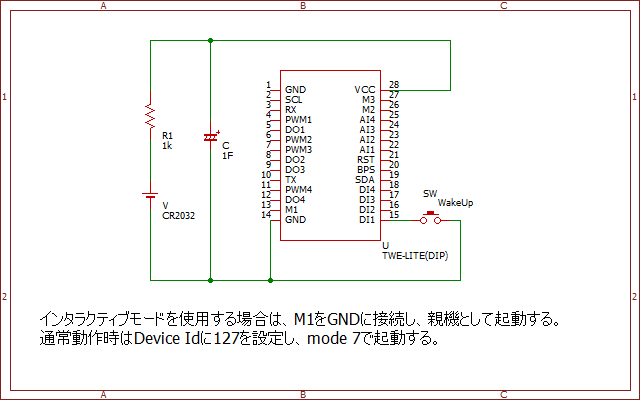 A B C
1 1
R1
1k
C
1F
V
CR2032
1 GND VCC 28
2 SCL M3 27
3 RX M2 26
4 PWM1 AI4 25
5 DO1 AI3 24
6 PWM2 AI2 23
7 PWM3 AI1 22
8 DO2 RST 21
9 DO3 BPS 20
10 TX SDA 19
11 PWM4 DI4 18
12 DO4 DI3 17
13 M1 DI2 16
14 GND DI1 15
SW
WakeUp
U
TWE-LITE(DIP)
2 2
インタラクティブモードを使用する場合は、M1をGNDに接続し、親機として起動する。
通常動作時はDevice Idに127を設定し、mode 7で起動する。
A B C